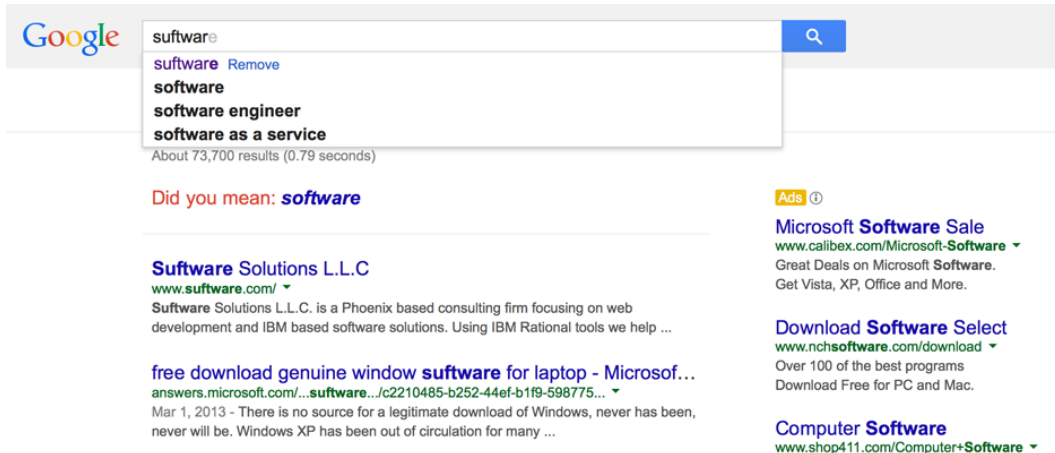 Google
suftware
suftware Remove
software
software engineer
software as a service
About 73,700 results (0.79 seconds)
Did you mean: software
Suftware Solutions L.L.C
www.suftware.com/
Suftware Solutions L.L.C. is a Phoenix based consulting firm focusing on web
development and IBM based software solutions. Using IBM Rational tools we help ...
free download genuine window suftware for laptop - Microsof...
answers.microsoft.com/...suftware.../c2210485-b252-44ef-b1f9-598775...
Mar 1, 2013 - There is no source for a legitimate download of Windows, never has been,
never will be. Windows XP has been out of circulation for many ...
Ads
Microsoft Software Sale
www.calibex.com/Microsoft-Software
Great Deals on Microsoft Software.
Get Vista, XP, Office and More.
Download Software Select
www.nchsoftware.com/download
Over 100 of the best programs
Download Free for PC and Mac.
Computer Software
www.shop411.com/Computer+Software